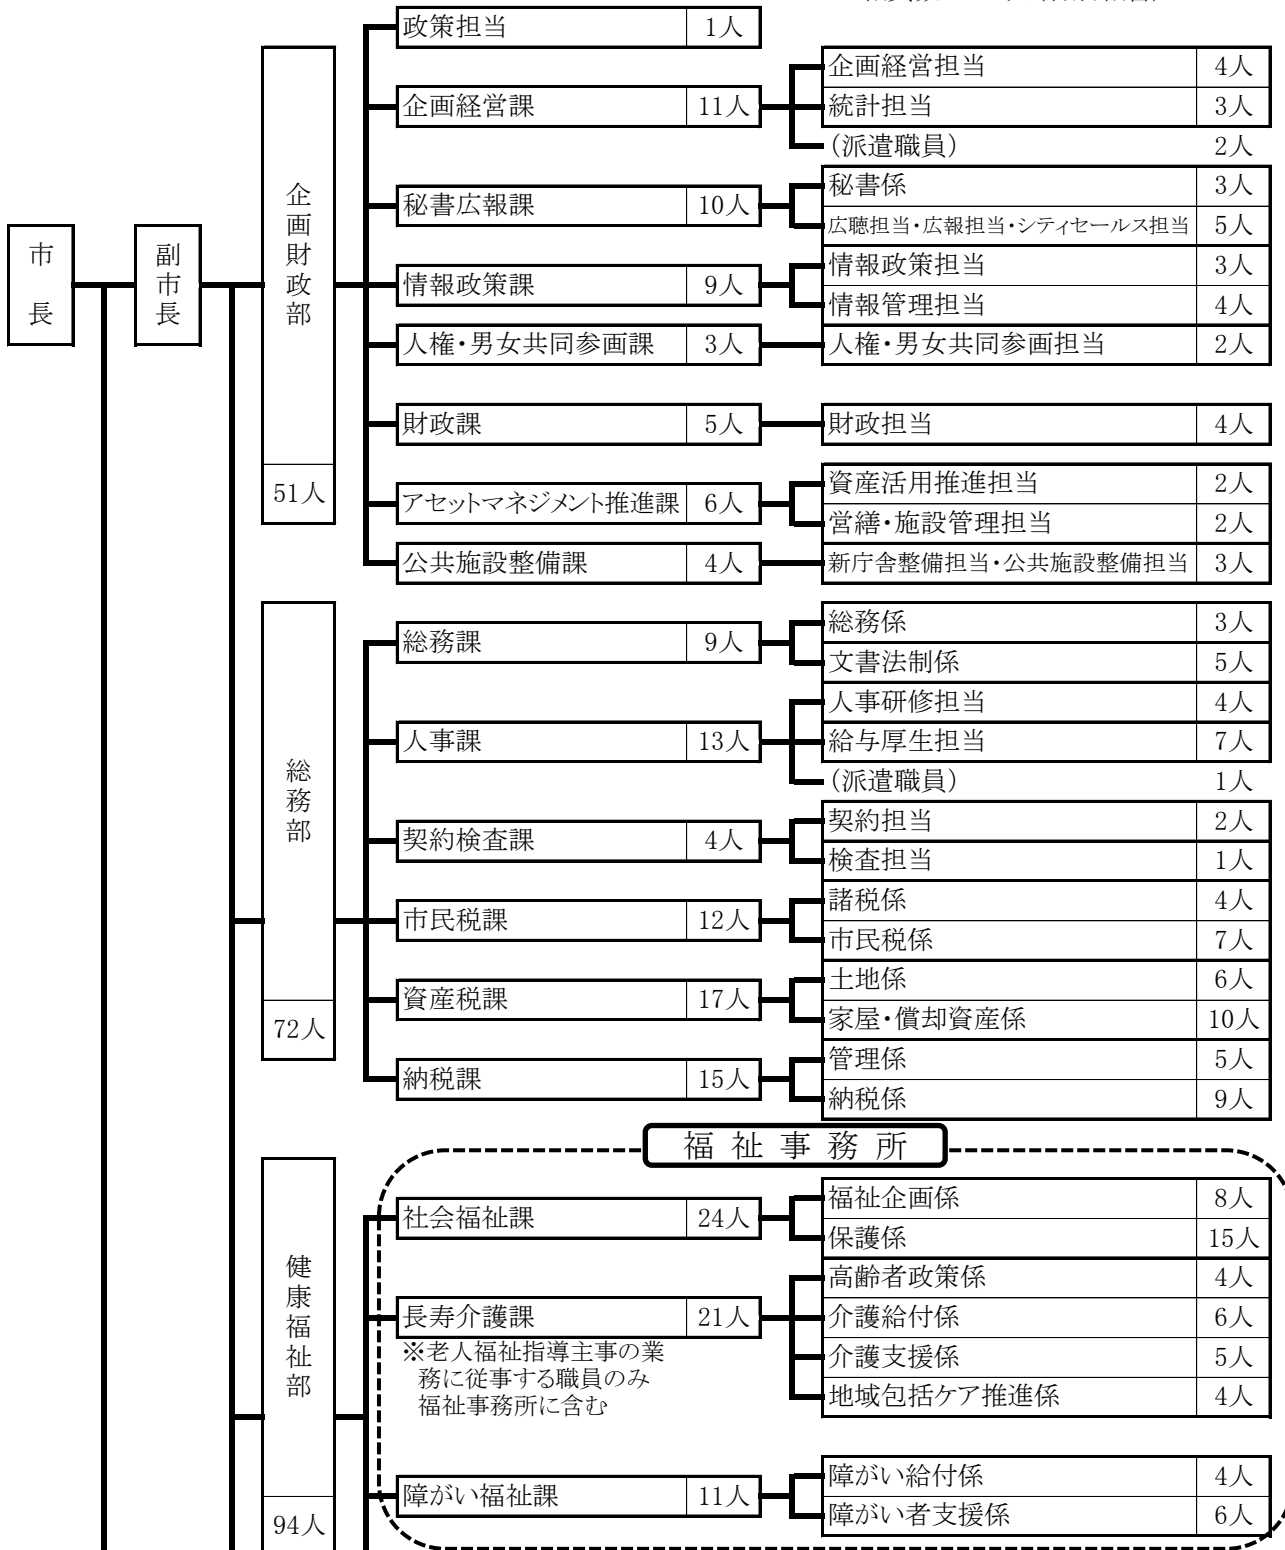 政策担当 1人
企画経営担当 4人
企画経営課 11人 統計担当 3人
(派遣職員) 2人
秘書係 3人
秘書広報課 10人
広聴担当・広報担当・シティセールス担当 5人
市長 副市長 企画財政部
情報政策担当 3人
情報政策課 9人
情報管理担当 4人
人権・男女共同参画課 3人 人権・男女共同参画担当 2人
財政課 5人 財政担当 4人
51人
資産活用推進担当 2人
アセットマネジメント推進課 6人
営繕・施設管理担当 2人
公共施設整備課 4人 新庁舎整備担当・公共施設整備担当 3人
総務係 3人
総務課 9人
文書法制係 5人
人事研修担当 4人
人事課 13人 給与厚生担当 7人
(派遣職員) 1人
総務部
契約担当 2人
契約検査課 4人
検査担当 1人
諸税係 4人
市民税課 12人
市民税係 7人
土地係 6人
資産税課 17人
家屋・償却資産係 10人
72人
管理係 5人
納税課 15人
納税係 9人
福祉事務所
福祉企画係 8人
社会福祉課 24人
保護係 15人
健康福祉部
高齢者政策係 4人
長寿介護課 21人 介護給付係 6人
※老人福祉指導主事の業
務に従事する職員のみ
福祉事務所に含む
介護支援係 5人
地域包括ケア推進係 4人
障がい給付係 4人
障がい福祉課 11人
障がい者支援係 6人
94人